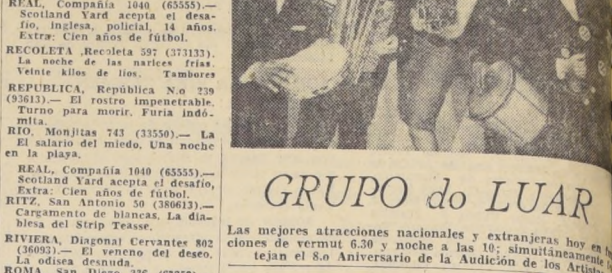 REAL, Compañía 1040 (65555).—
Scotland Yard acepta el desa-
fío, inglesa, policial, 14 años.
Extra: Cien años de fútbol.
RECOLETA ,Recoleta 597 (373133).
La noche de las narices frías.
Veinte kilos de líos. Tambores
REPUBLICA, República N.o 239
(93613).— El rostro impenetrable.
Turno para morir. Furia indó-
mita.
RIO, Monjitas 743 (33550).— La
El salario del miedo, Una noche
en la playa.
REAL, Compañía 1040 (65555).—
Scotland Yard acepta el desafío,
Extra: Cien años de fútbol.
RITZ, San Antonio 50 (380613).—
Cargamento de blancas. La dia-
blesa del Strip Teasse.
RIVIERA, Diagonal Cervantes 802
(36093).— El veneno del deseo.
La odisea desnuda.
ROMA, San Diego
GRUPO do LUAR
Las mejores atracciones nacionales y extranjeras hoy en
ciones de vermut 6.30 y noche a las 10; simultáneamente
tejan el 8.o Aniversario de la Audición de los Artis